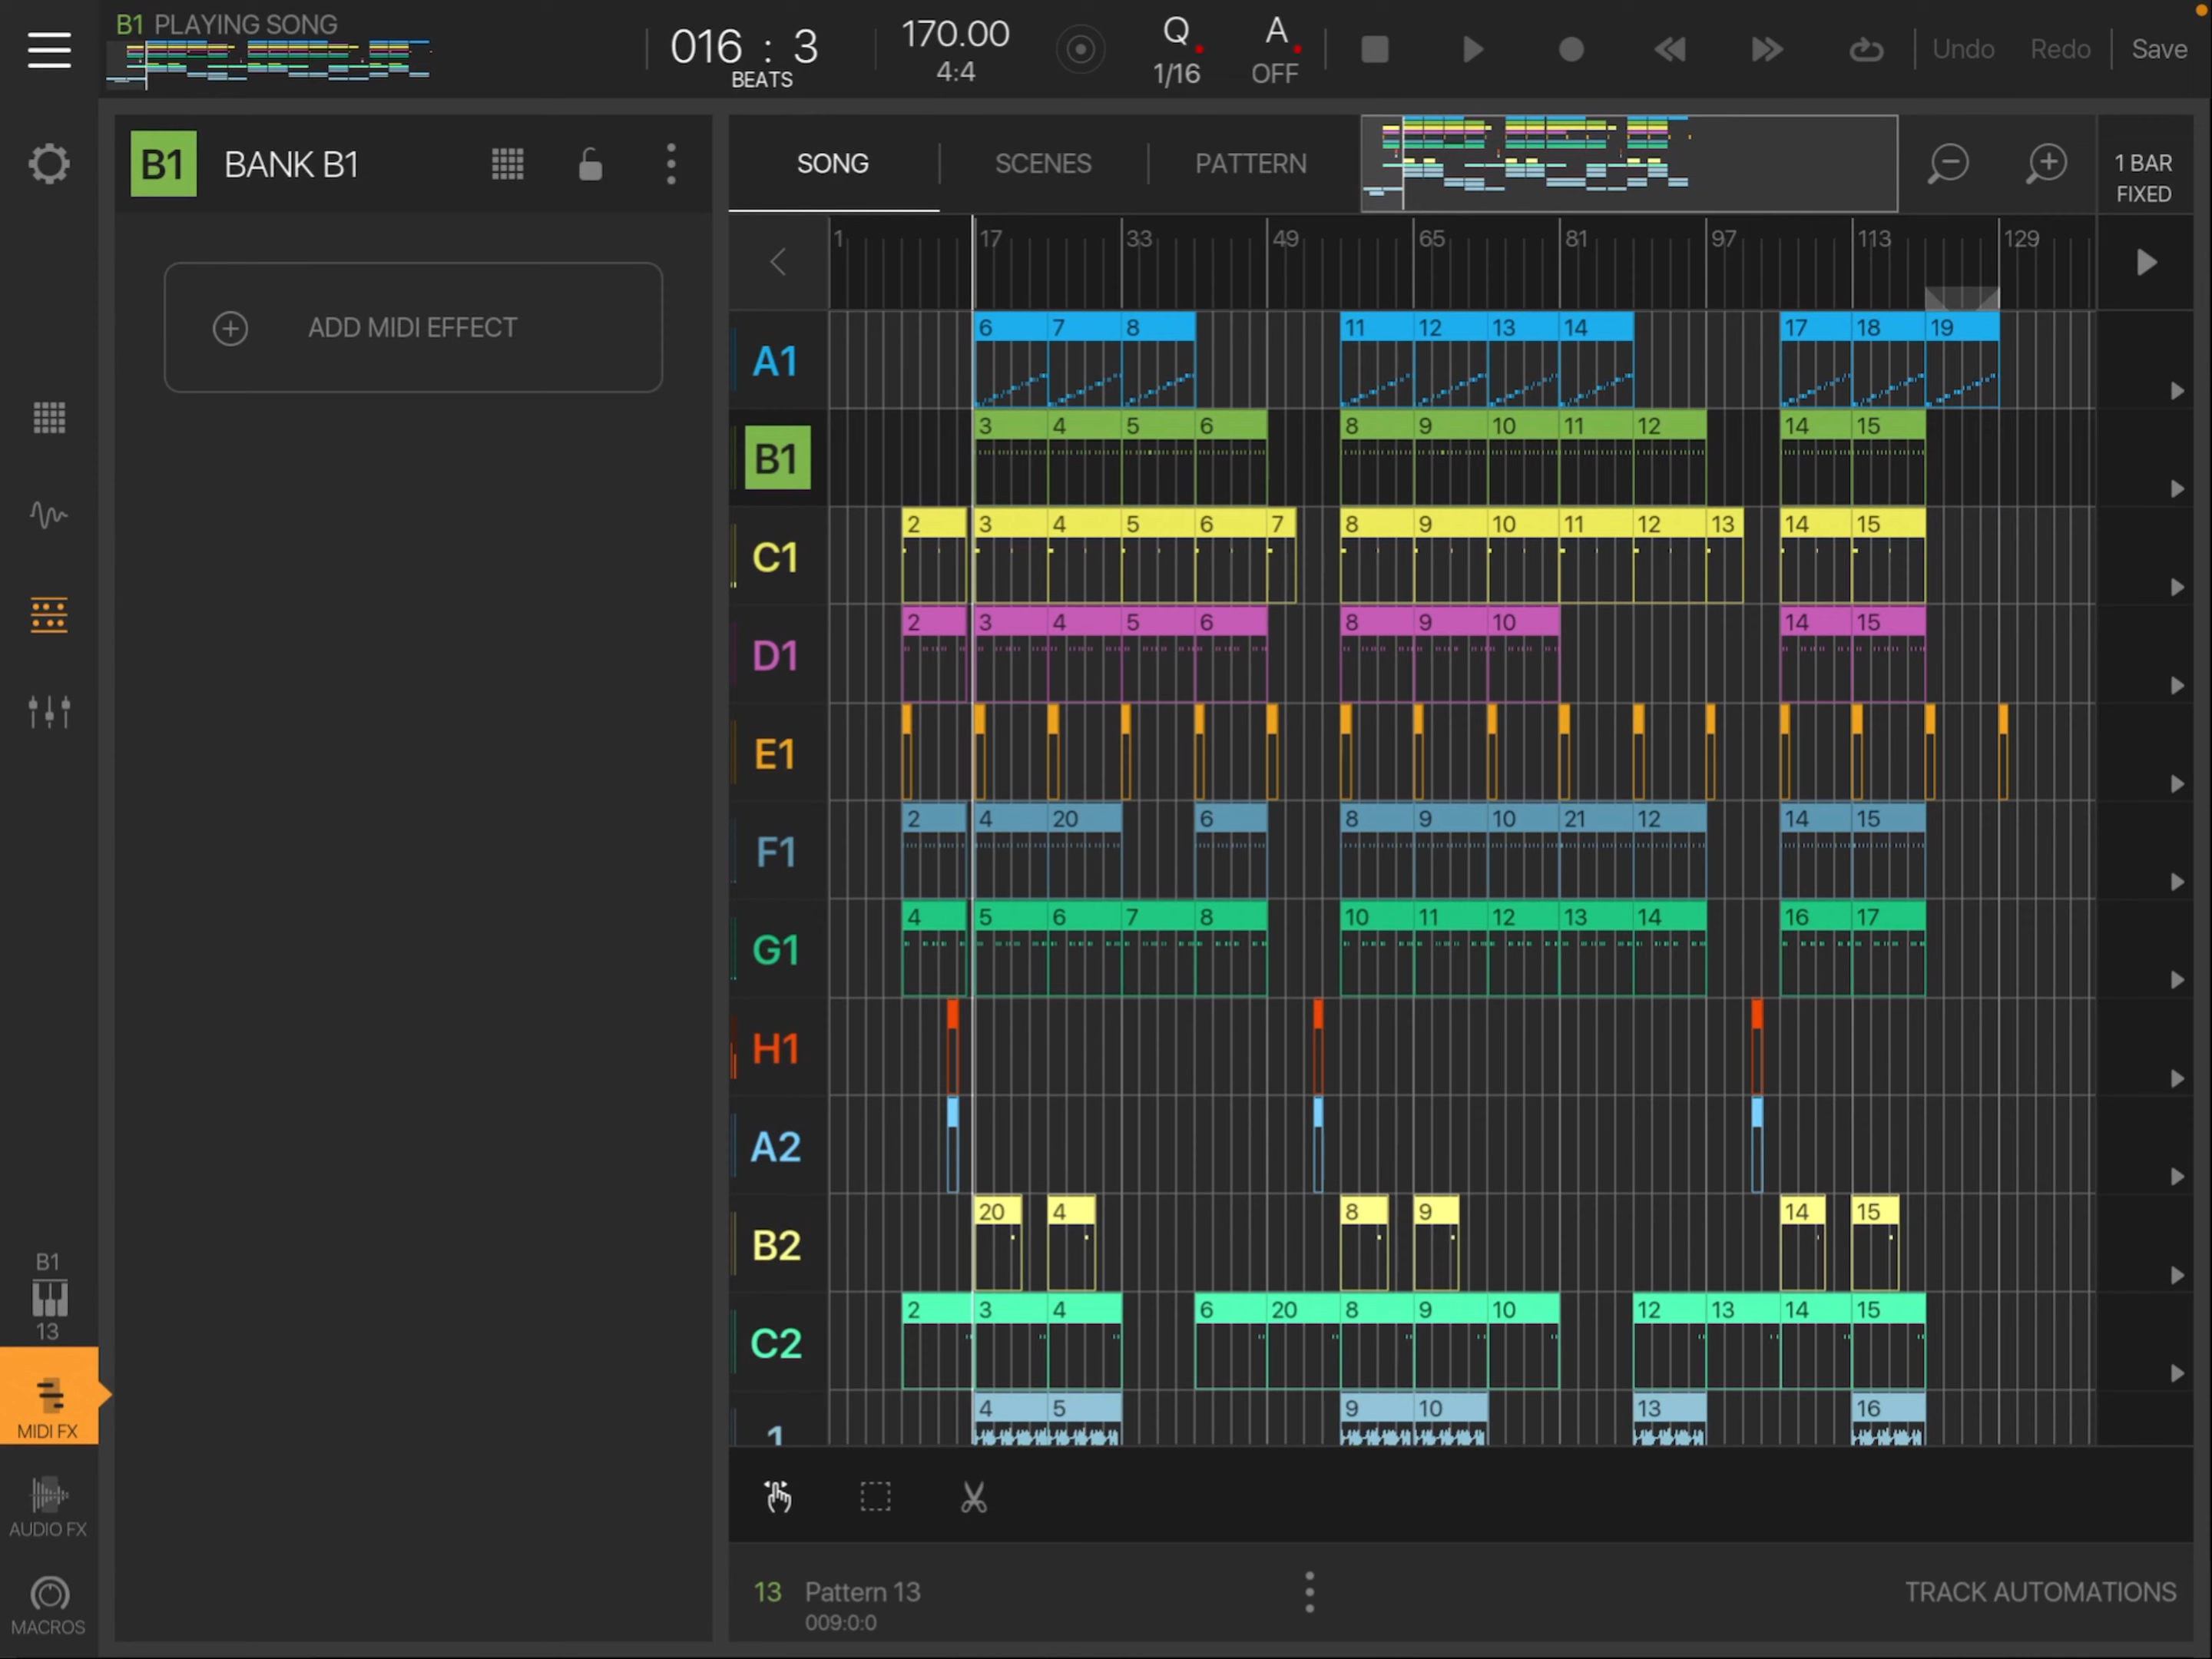 B1 PLAYING SONG
016 : 3
BEATS
170.00
4:4
Q
1/16
A
OFF
Undo
Redo
Save
B1
BANK B1
SONG
SCENES
PATTERN
1 BAR
FIXED
ADD MIDI EFFECT
1 17 33 49 65 81 97 113 129
A1 6 7 8 11 12 13 14 17 18 19
B1 3 4 5 6 8 9 10 11 12 14 15
C1 2 3 4 5 6 7 8 9 10 11 12 13 14 15
D1 2 3 4 5 6 8 9 10 14 15
E1
F1 2 4 20 6 8 9 10 21 12 14 15
G1 4 5 6 7 8 10 11 12 13 14 16 17
H1
A2
B2 20 4 8 9 14 15
C2 2 3 4 6 20 8 9 10 12 13 14 15
1 4 5 9 10 13 16
B1
13
MIDI FX
AUDIO FX
MACROS
13 Pattern 13
009:0:0
TRACK AUTOMATIONS